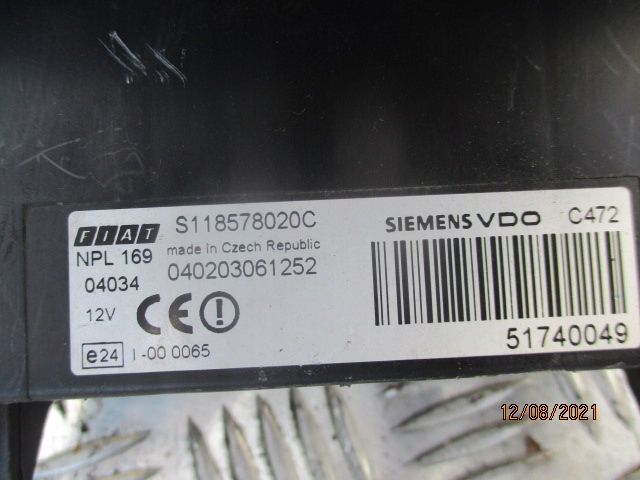 FIAT S118578020C SIEMENS VDO C472
NPL 169 made in Czech Republic
04034 040203061252
12V CE
e24 I-00 0065 51740049
12/08/2021